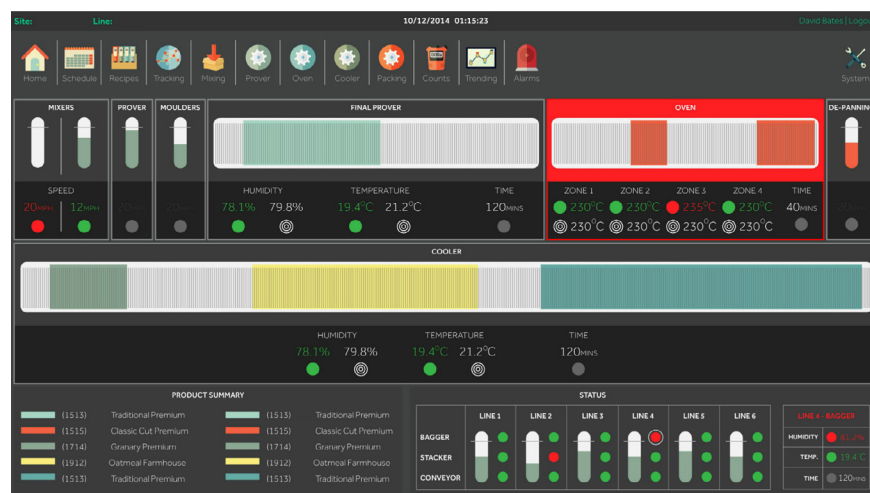 Site: Line: 10/12/2014 01:15:23 David Bates | Logou
Home Schedule Recipes Tracking Mixing Prover Oven Cooler Packing Counts Trending Alarms System
MIXERS PROVER MOULDERS FINAL PROVER OVEN DE-PANNING
SPEED HUMIDITY TEMPERATURE TIME ZONE 1 ZONE 2 ZONE 3 ZONE 4 TIME
20MPH 12MPH 78.1% 79.8% 19.4°C 21.2°C 120MINS 230°C 230°C 235°C 230°C 40MINS
230°C 230°C 230°C 230°C
COOLER
HUMIDITY TEMPERATURE TIME
78.1% 79.8% 19.4°C 21.2°C 120MINS
PRODUCT SUMMARY STATUS
LINE 1 LINE 2 LINE 3 LINE 4 LINE 5 LINE 6 LINE 4 - BAGGER
(1513) Traditional Premium (1513) Traditional Premium
(1515) Classic Cut Premium (1515) Classic Cut Premium
(1714) Granary Premium (1714) Granary Premium
(1912) Oatmeal Farmhouse (1912) Oatmeal Farmhouse
(1513) Traditional Premium (1513) Traditional Premium
BAGGER HUMIDITY
STACKER TEMP. 19.4 C
CONVEYOR TIME 120mins